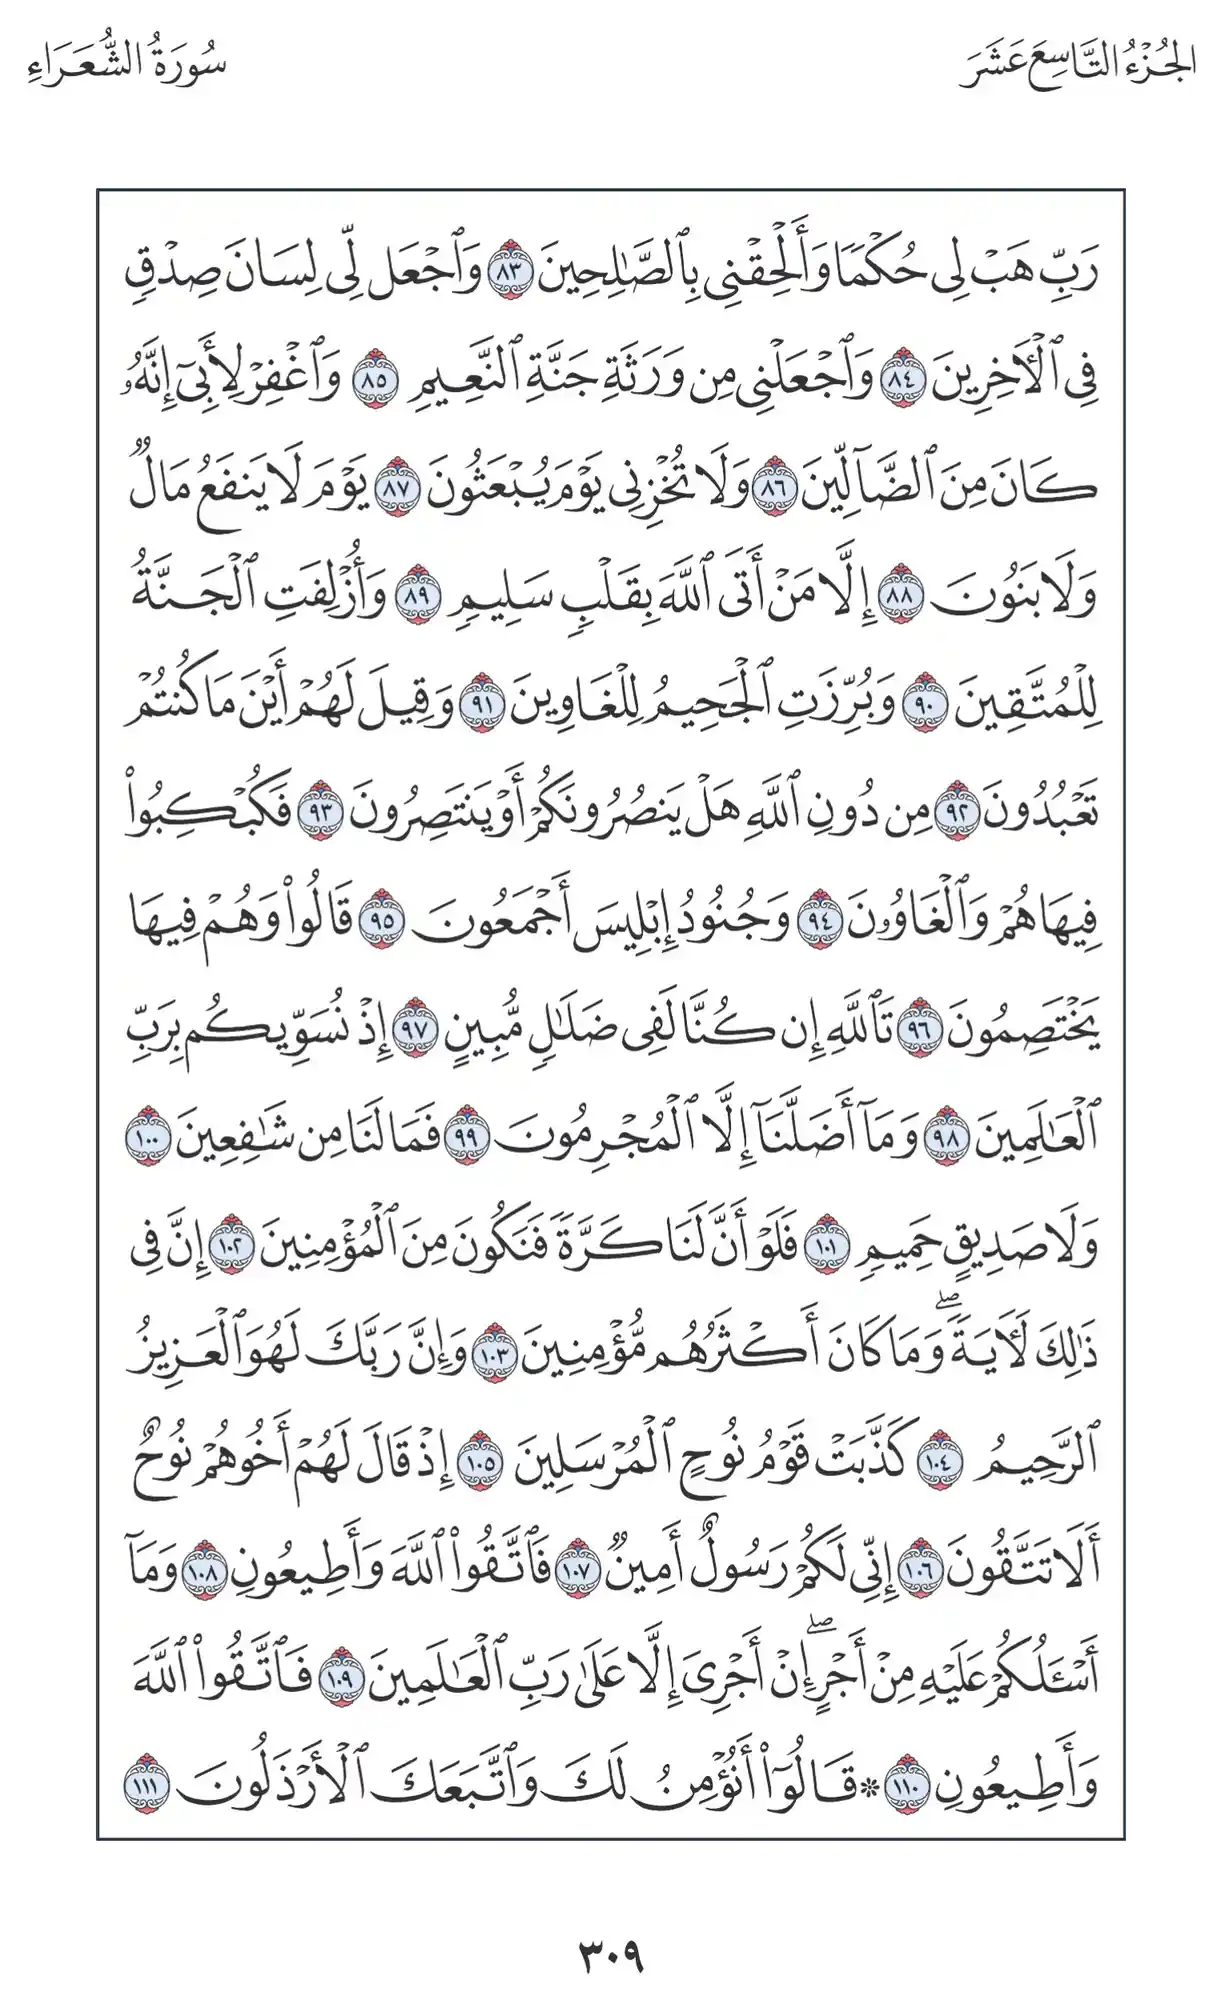 الجُزْءُ التَّاسِعَ عَشَرَ
سُورَةُ الشُّعَرَاءِ
رَبِّ هَبْ لِى حُكْمًا وَأَلْحِقْنِى بِٱلصَّٰلِحِينَ ٨٣ وَٱجْعَل لِّى لِسَانَ صِدْقٍ
فِى ٱلْأَخِرِينَ ٨٤ وَٱجْعَلْنِى مِن وَرَثَةِ جَنَّةِ ٱلنَّعِيمِ ٨٥ وَٱغْفِرْ لِأَبِىٓ إِنَّهُۥ
كَانَ مِنَ ٱلضَّآلِّينَ ٨٦ وَلَا تُخْزِنِى يَوْمَ يُبْعَثُونَ ٨٧ يَوْمَ لَا يَنفَعُ مَالٌ
وَلَا بَنُونَ ٨٨ إِلَّا مَنْ أَتَى ٱللَّهَ بِقَلْبٍ سَلِيمٍ ٨٩ وَأُزْلِفَتِ ٱلْجَنَّةُ
لِلْمُتَّقِينَ ٩٠ وَبُرِّزَتِ ٱلْجَحِيمُ لِلْغَاوِينَ ٩١ وَقِيلَ لَهُمْ أَيْنَ مَا كُنتُمْ
تَعْبُدُونَ ٩٢ مِن دُونِ ٱللَّهِ هَلْ يَنصُرُونَكُمْ أَوْ يَنتَصِرُونَ ٩٣ فَكُبْكِبُوا۟
فِيهَا هُمْ وَٱلْغَاوُۥنَ ٩٤ وَجُنُودُ إِبْلِيسَ أَجْمَعُونَ ٩٥ قَالُوا۟ وَهُمْ فِيهَا
يَخْتَصِمُونَ ٩٦ تَٱللَّهِ إِن كُنَّا لَفِى ضَلَٰلٍ مُّبِينٍ ٩٧ إِذْ نُسَوِّيكُم بِرَبِّ
ٱلْعَٰلَمِينَ ٩٨ وَمَآ أَضَلَّنَآ إِلَّا ٱلْمُجْرِمُونَ ٩٩ فَمَا لَنَا مِن شَٰفِعِينَ ١٠٠
وَلَا صَدِيقٍ حَمِيمٍ ١٠١ فَلَوْ أَنَّ لَنَا كَرَّةً فَنَكُونَ مِنَ ٱلْمُؤْمِنِينَ ١٠٢ إِنَّ فِى
ذَٰلِكَ لَءَايَةً ۖ وَمَا كَانَ أَكْثَرُهُم مُّؤْمِنِينَ ١٠٣ وَإِنَّ رَبَّكَ لَهُوَ ٱلْعَزِيزُ
ٱلرَّحِيمُ ١٠٤ كَذَّبَتْ قَوْمُ نُوحٍ ٱلْمُرْسَلِينَ ١٠٥ إِذْ قَالَ لَهُمْ أَخُوهُمْ نُوحٌ
أَلَا تَتَّقُونَ ١٠٦ إِنِّى لَكُمْ رَسُولٌ أَمِينٌ ١٠٧ فَٱتَّقُوا۟ ٱللَّهَ وَأَطِيعُونِ ١٠٨ وَمَآ
أَسْـَٔلُكُمْ عَلَيْهِ مِنْ أَجْرٍ ۖ إِنْ أَجْرِىَ إِلَّا عَلَىٰ رَبِّ ٱلْعَٰلَمِينَ ١٠٩ فَٱتَّقُوا۟ ٱللَّهَ
وَأَطِيعُونِ ١١٠ ۞ قَالُوٓا۟ أَنُؤْمِنُ لَكَ وَٱتَّبَعَكَ ٱلْأَرْذَلُونَ ١١١
٣٠٩